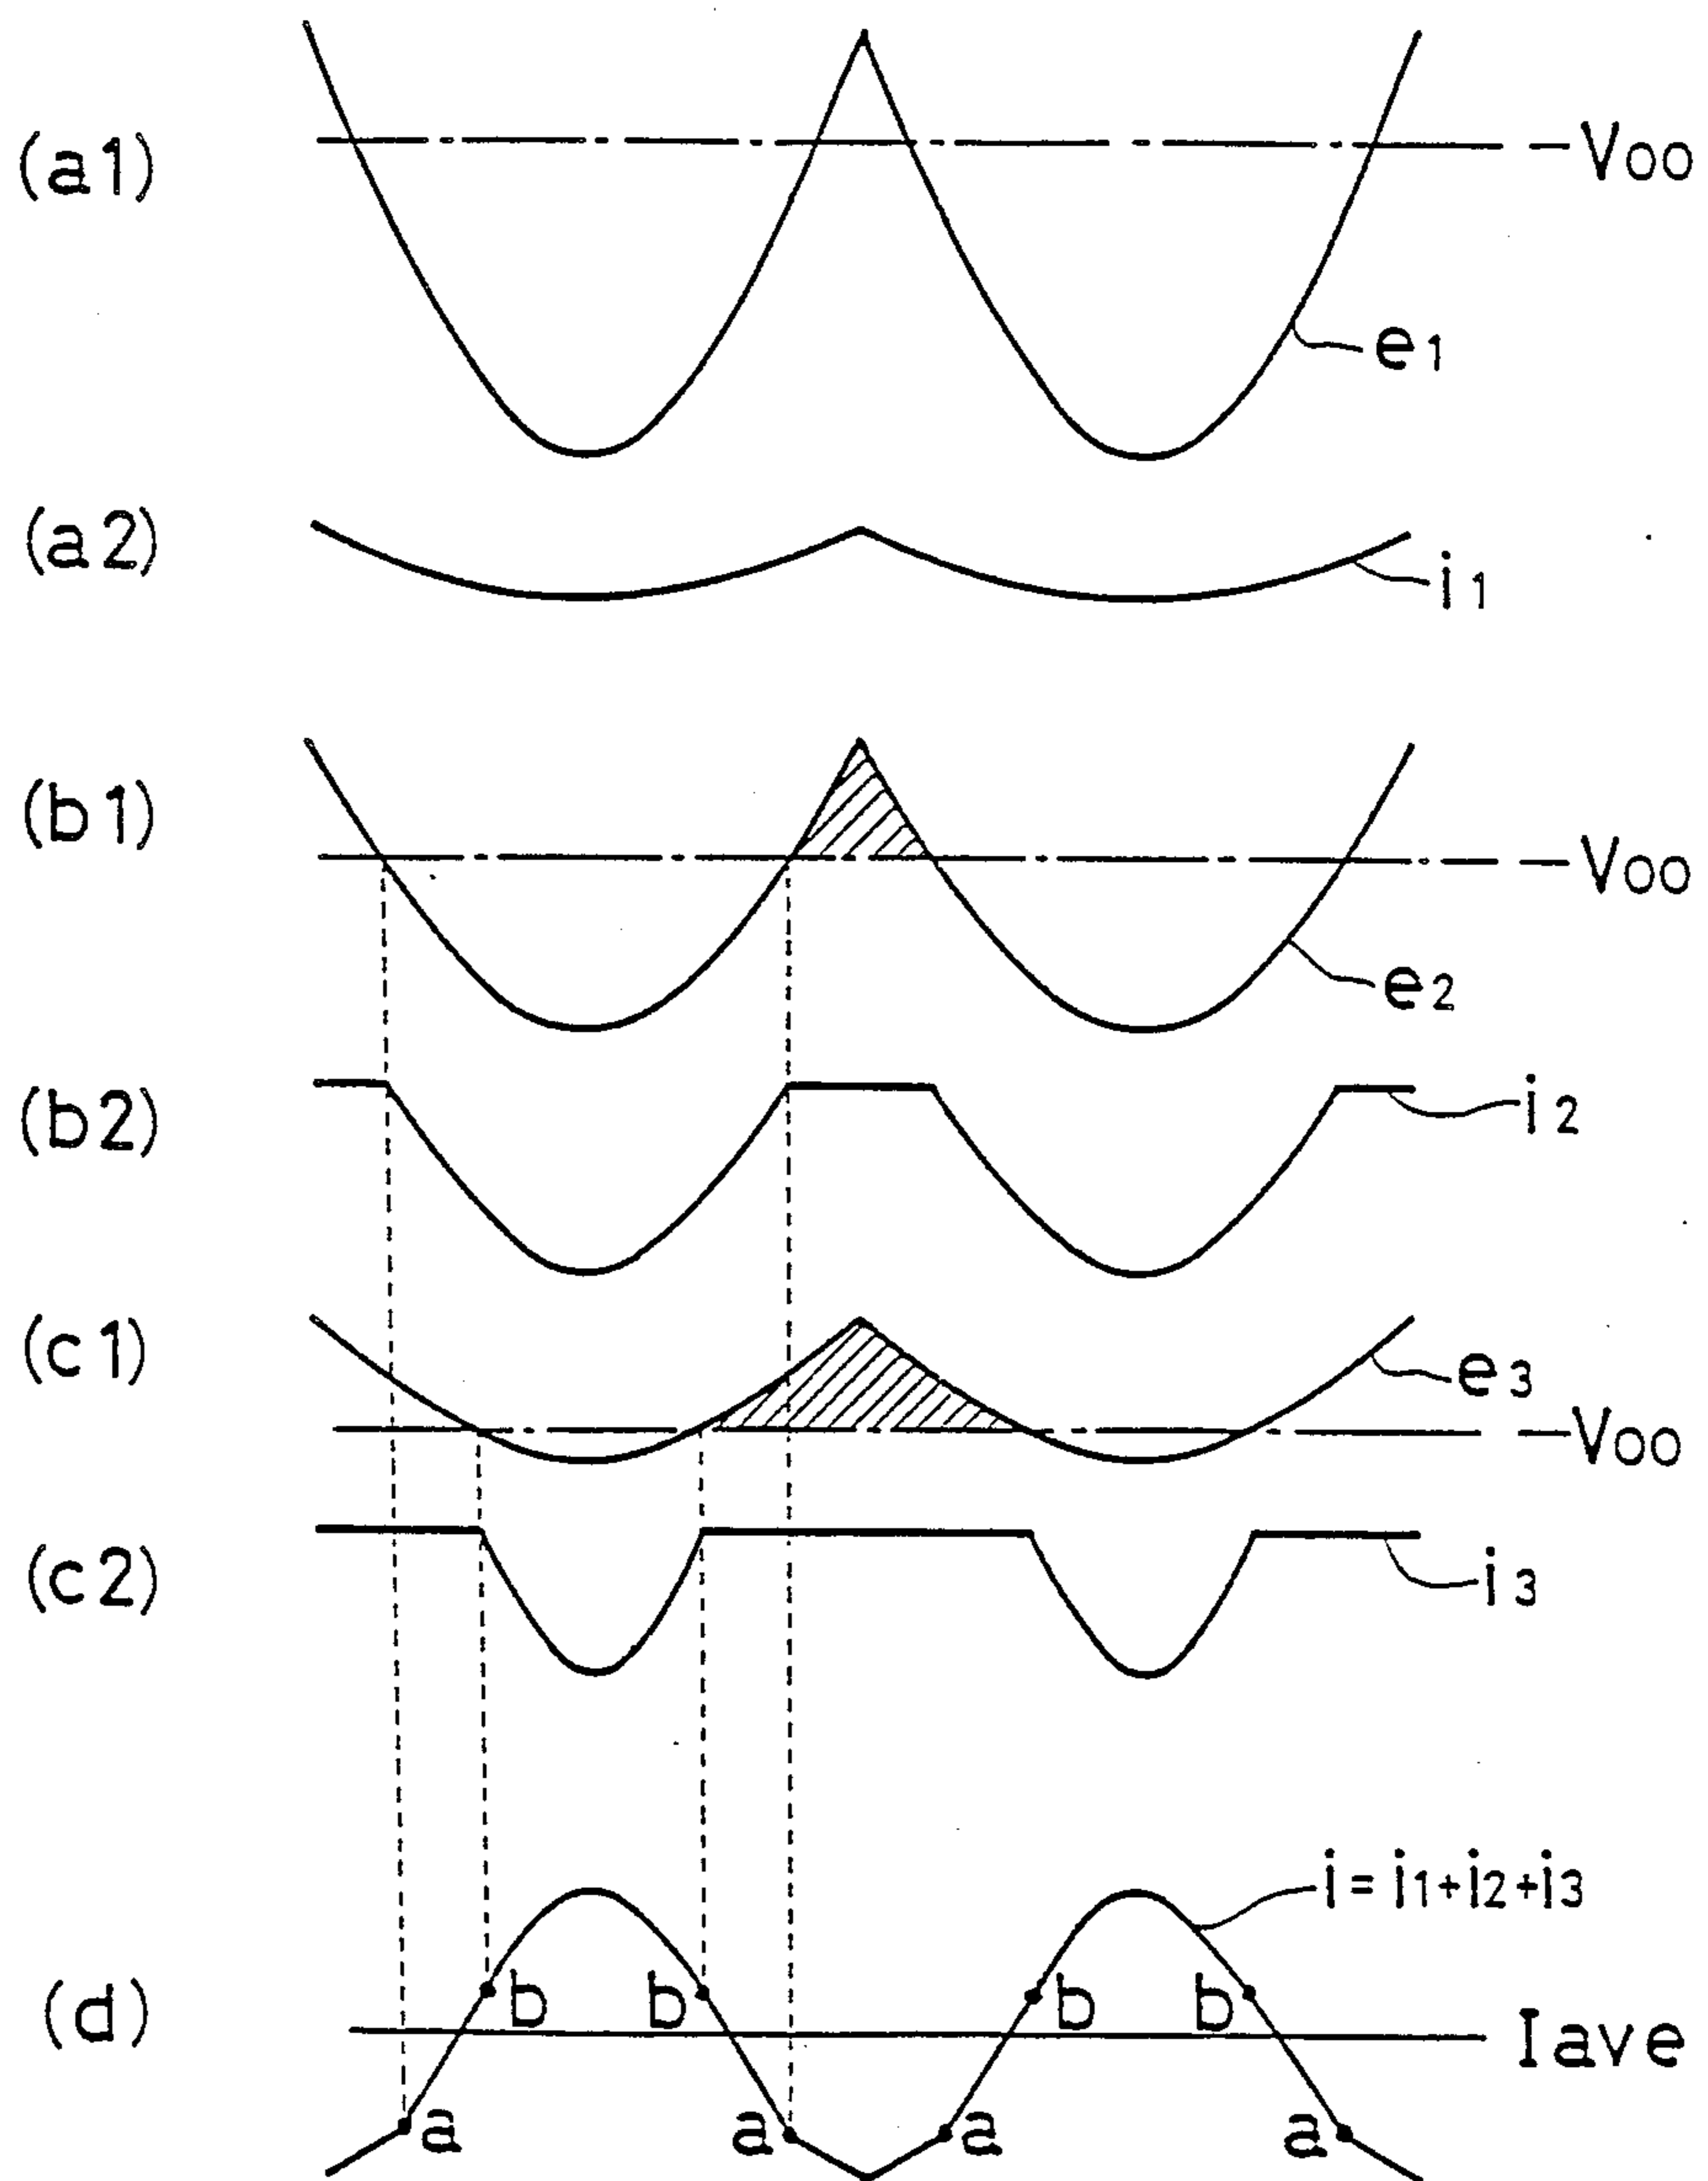 (a1)
-Voo
e1
(a2)
i1
(b1)
-Voo
e2
(b2)
i2
(c1)
e3
-Voo
(c2)
i3
i=i1+i2+i3
(d)
b b b b
Iave
a a a a